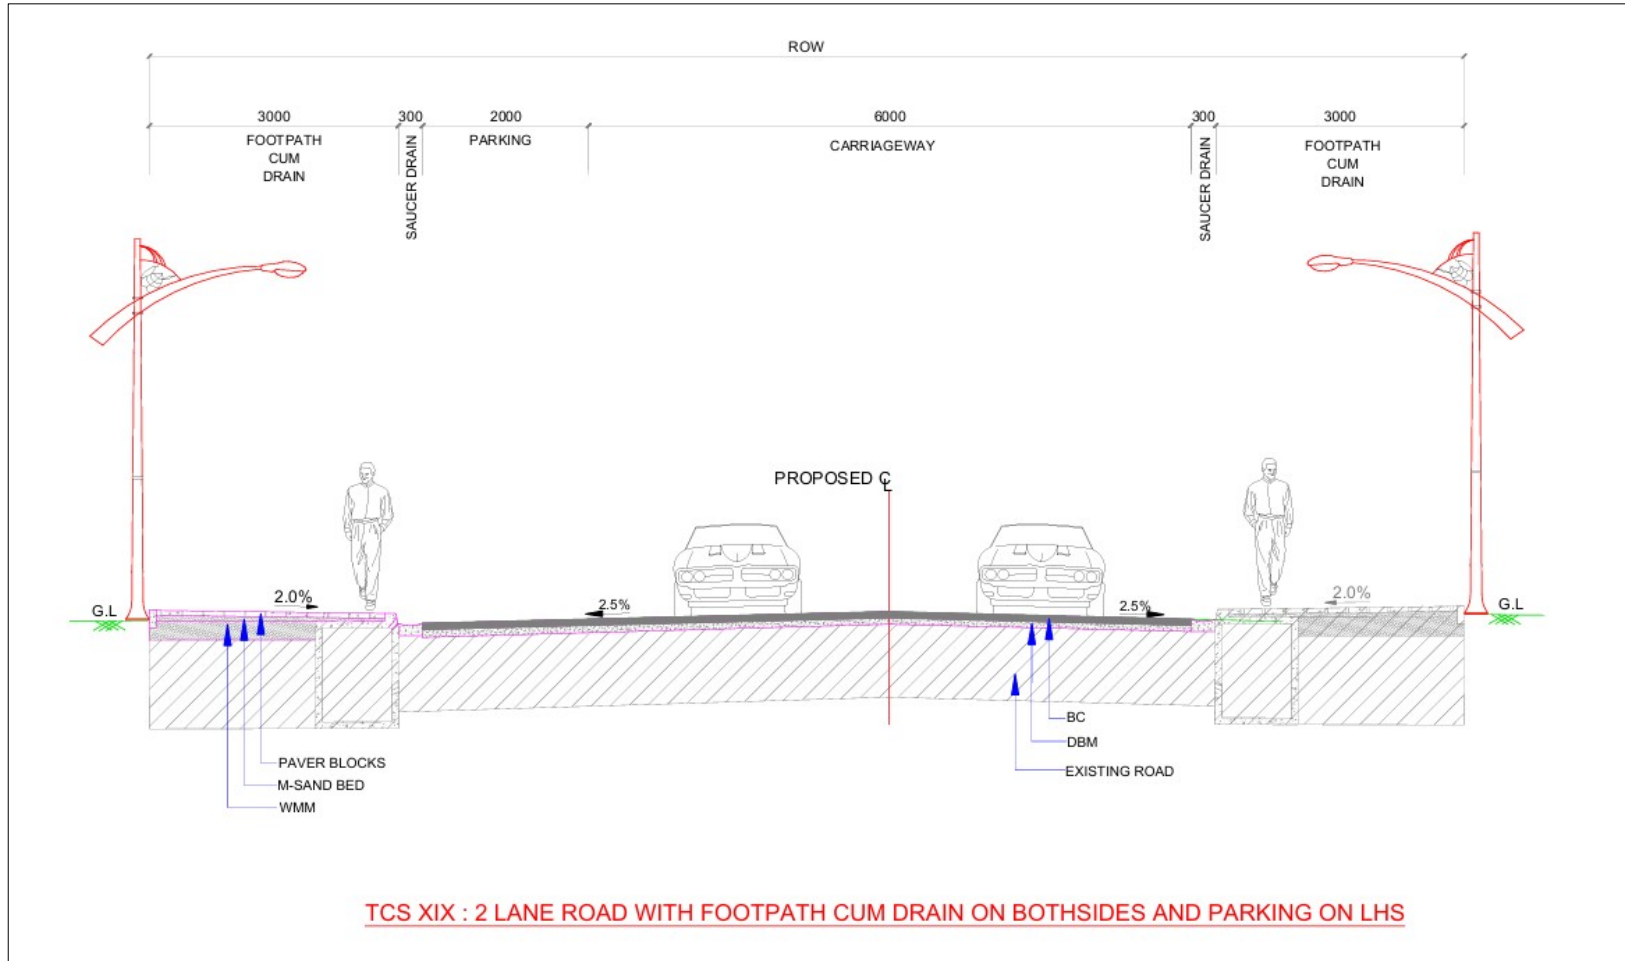 ROW
3000
300
2000
6000
300
3000
FOOTPATH
CUM
DRAIN
SAUCER DRAIN
PARKING
CARRIAGEWAY
SAUCER DRAIN
FOOTPATH
CUM
DRAIN
PROPOSED ℄
G.L
2.0%
2.5%
2.5%
2.0%
G.L
PAVER BLOCKS
M-SAND BED
WMM
BC
DBM
EXISTING ROAD
TCS XIX : 2 LANE ROAD WITH FOOTPATH CUM DRAIN ON BOTHSIDES AND PARKING ON LHS